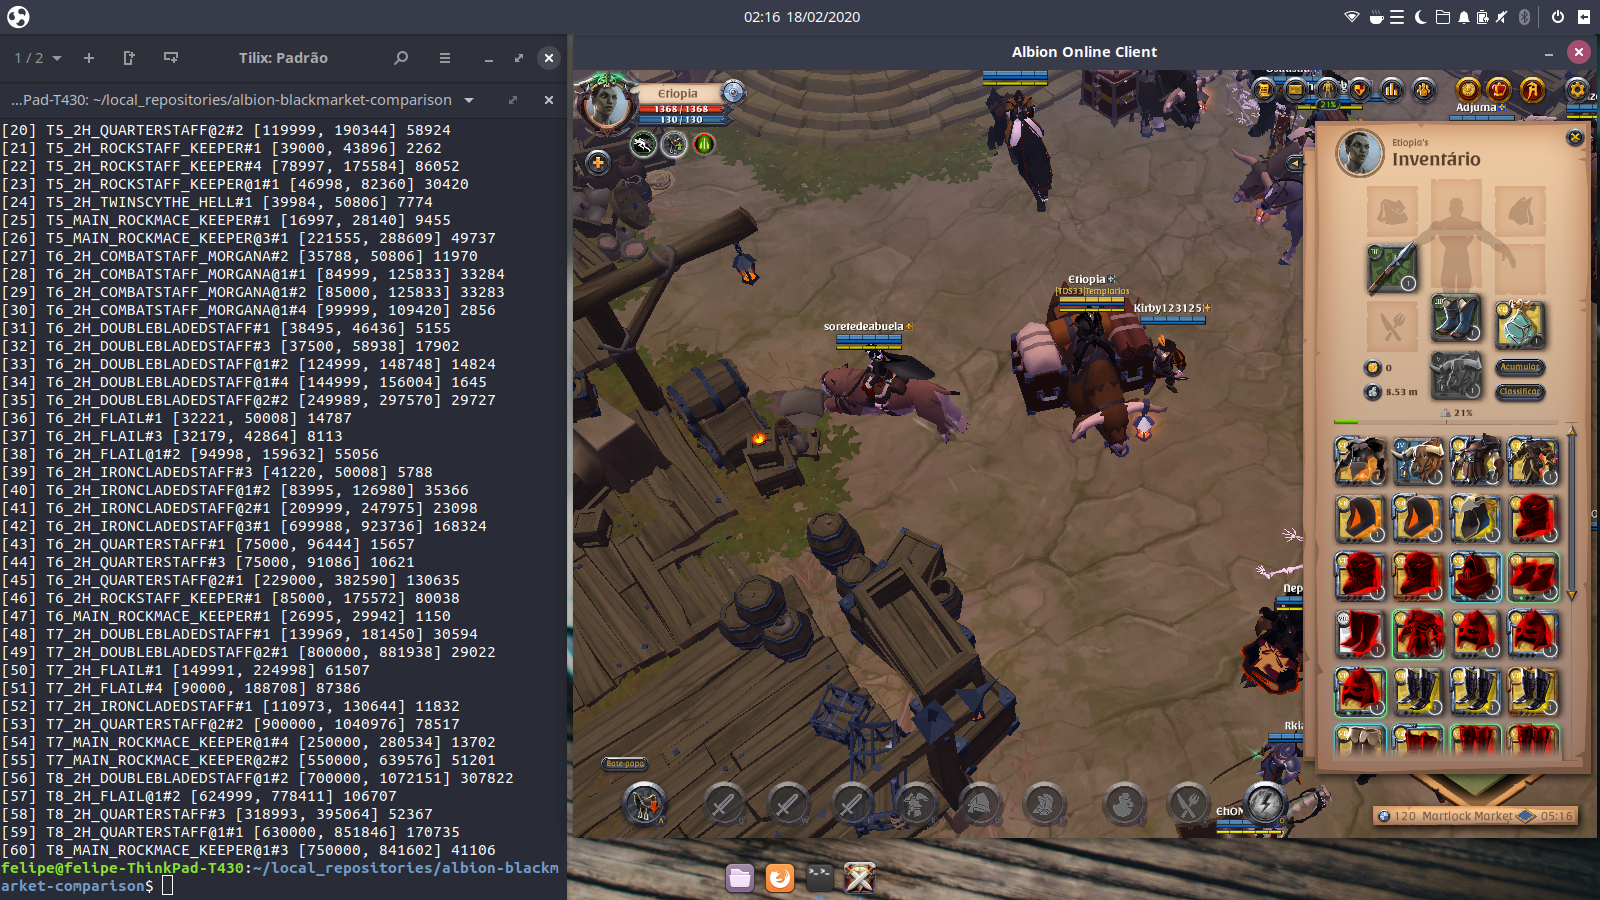 02:16 18/02/2020
1 / 2
Tilix: Padrão
...Pad-T430: ~/local_repositories/albion-blackmarket-comparison
[20] T5_2H_QUARTERSTAFF@2#2 [119999, 190344] 58924
[21] T5_2H_ROCKSTAFF_KEEPER#1 [39000, 43896] 2262
[22] T5_2H_ROCKSTAFF_KEEPER#4 [78997, 175584] 86052
[23] T5_2H_ROCKSTAFF_KEEPER@1#1 [46998, 82360] 30420
[24] T5_2H_TWINSCYTHE_HELL#1 [39984, 50806] 7774
[25] T5_MAIN_ROCKMACE_KEEPER#1 [16997, 28140] 9455
[26] T5_MAIN_ROCKMACE_KEEPER@3#1 [221555, 288609] 49737
[27] T6_2H_COMBATSTAFF_MORGANA#2 [35788, 50806] 11970
[28] T6_2H_COMBATSTAFF_MORGANA@1#1 [84999, 125833] 33284
[29] T6_2H_COMBATSTAFF_MORGANA@1#2 [85000, 125833] 33283
[30] T6_2H_COMBATSTAFF_MORGANA@1#4 [99999, 109420] 2856
[31] T6_2H_DOUBLEBLADEDSTAFF#1 [38495, 46436] 5155
[32] T6_2H_DOUBLEBLADEDSTAFF#3 [37500, 58938] 17902
[33] T6_2H_DOUBLEBLADEDSTAFF@1#2 [124999, 148748] 14824
[34] T6_2H_DOUBLEBLADEDSTAFF@1#4 [144999, 156004] 1645
[35] T6_2H_DOUBLEBLADEDSTAFF@2#2 [249989, 297570] 29727
[36] T6_2H_FLAIL#1 [32221, 50008] 14787
[37] T6_2H_FLAIL#3 [32179, 42864] 8113
[38] T6_2H_FLAIL@1#2 [94998, 159632] 55056
[39] T6_2H_IRONCLADEDSTAFF#3 [41220, 50008] 5788
[40] T6_2H_IRONCLADEDSTAFF@1#2 [83995, 126980] 35366
[41] T6_2H_IRONCLADEDSTAFF@2#1 [209999, 247975] 23098
[42] T6_2H_IRONCLADEDSTAFF@3#1 [699988, 923736] 168324
[43] T6_2H_QUARTERSTAFF#1 [75000, 96444] 15657
[44] T6_2H_QUARTERSTAFF#3 [75000, 91086] 10621
[45] T6_2H_QUARTERSTAFF@2#1 [229000, 382590] 130635
[46] T6_2H_ROCKSTAFF_KEEPER#1 [85000, 175572] 80038
[47] T6_MAIN_ROCKMACE_KEEPER#1 [26995, 29942] 1150
[48] T7_2H_DOUBLEBLADEDSTAFF#1 [139969, 181450] 30594
[49] T7_2H_DOUBLEBLADEDSTAFF@2#1 [800000, 881938] 29022
[50] T7_2H_FLAIL#1 [149991, 224998] 61507
[51] T7_2H_FLAIL#4 [90000, 188708] 87386
[52] T7_2H_IRONCLADEDSTAFF#1 [110973, 130644] 11832
[53] T7_2H_QUARTERSTAFF@2#2 [900000, 1040976] 78517
[54] T7_MAIN_ROCKMACE_KEEPER@1#4 [250000, 280534] 13702
[55] T7_MAIN_ROCKMACE_KEEPER@2#2 [550000, 639576] 51201
[56] T8_2H_DOUBLEBLADEDSTAFF@1#2 [700000, 1072151] 307822
[57] T8_2H_FLAIL@1#2 [624999, 778411] 106707
[58] T8_2H_QUARTERSTAFF#3 [318993, 395064] 52367
[59] T8_2H_QUARTERSTAFF@1#1 [630000, 851846] 170735
[60] T8_MAIN_ROCKMACE_KEEPER@1#3 [750000, 841602] 41106
felipe@felipe-ThinkPad-T430:~/local_repositories/albion-blackm
arket-comparison$
Albion Online Client
Etiopia
1368 / 1368
130 / 130
21%
Adjuma
Etiopia
[TDS33]Templarios
Kirby123125
soretedeabuela
Nep
Rkia
EhON
Bate-papo
Etiopia's
Inventário
0
8.53 m
Acumular
Classificar
21%
120 Martlock Market 05:16